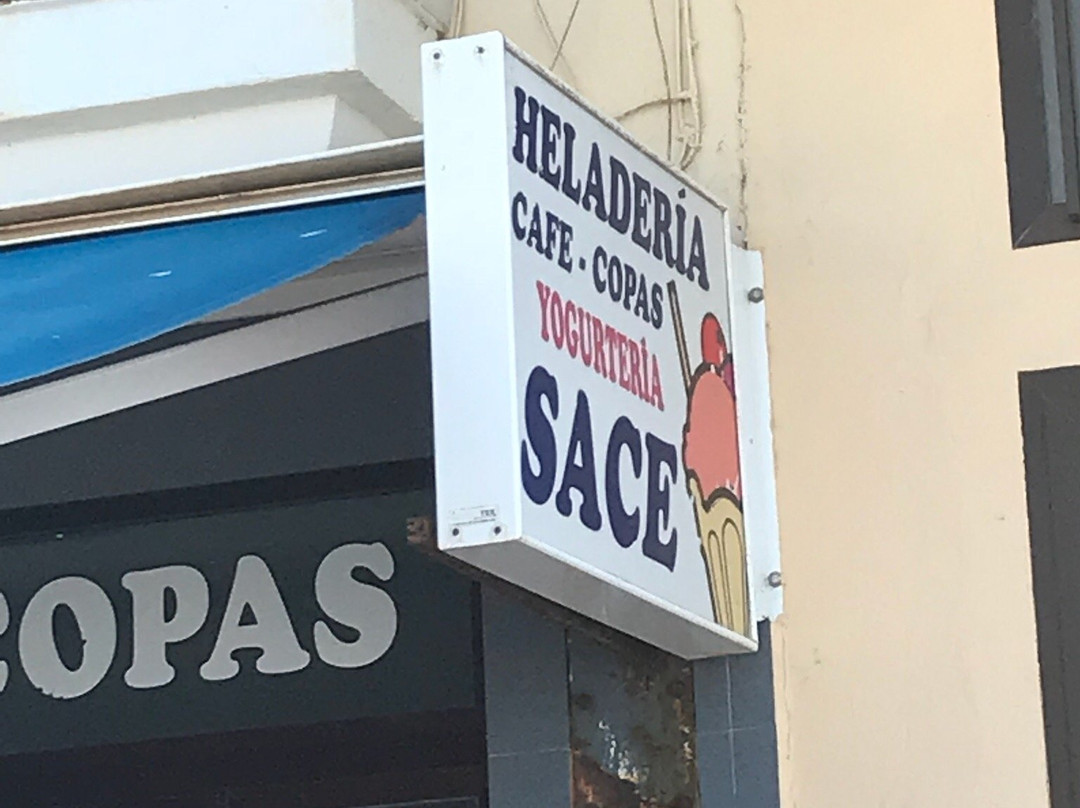 HELADERÍA
CAFE - COPAS
YOGURTERÍA
SACE
COPAS